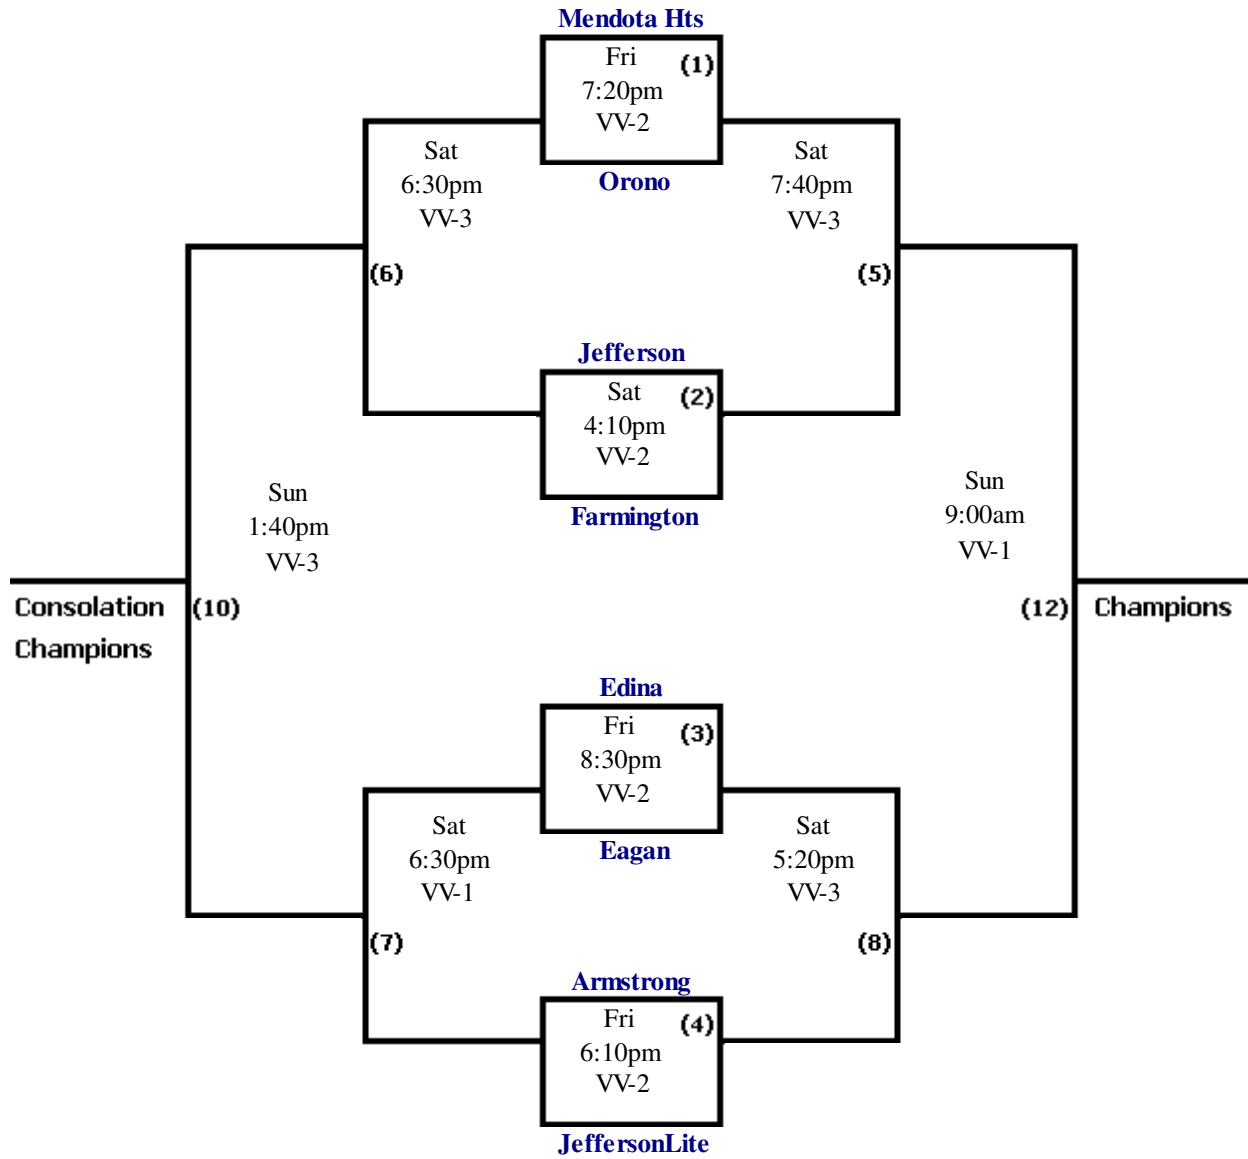 Mendota Hts
Fri
(1)
7:20pm
VV-2
Orono
Sat
6:30pm
VV-3
(6)
Sat
7:40pm
VV-3
(5)
Jefferson
Sat
(2)
4:10pm
VV-2
Farmington
Sun
1:40pm
VV-3
(10)
Consolation
Champions
Sun
9:00am
VV-1
(12)
Champions
Edina
Fri
(3)
8:30pm
VV-2
Eagan
Sat
6:30pm
VV-1
(7)
Sat
5:20pm
VV-3
(8)
Armstrong
Fri
(4)
6:10pm
VV-2
JeffersonLite